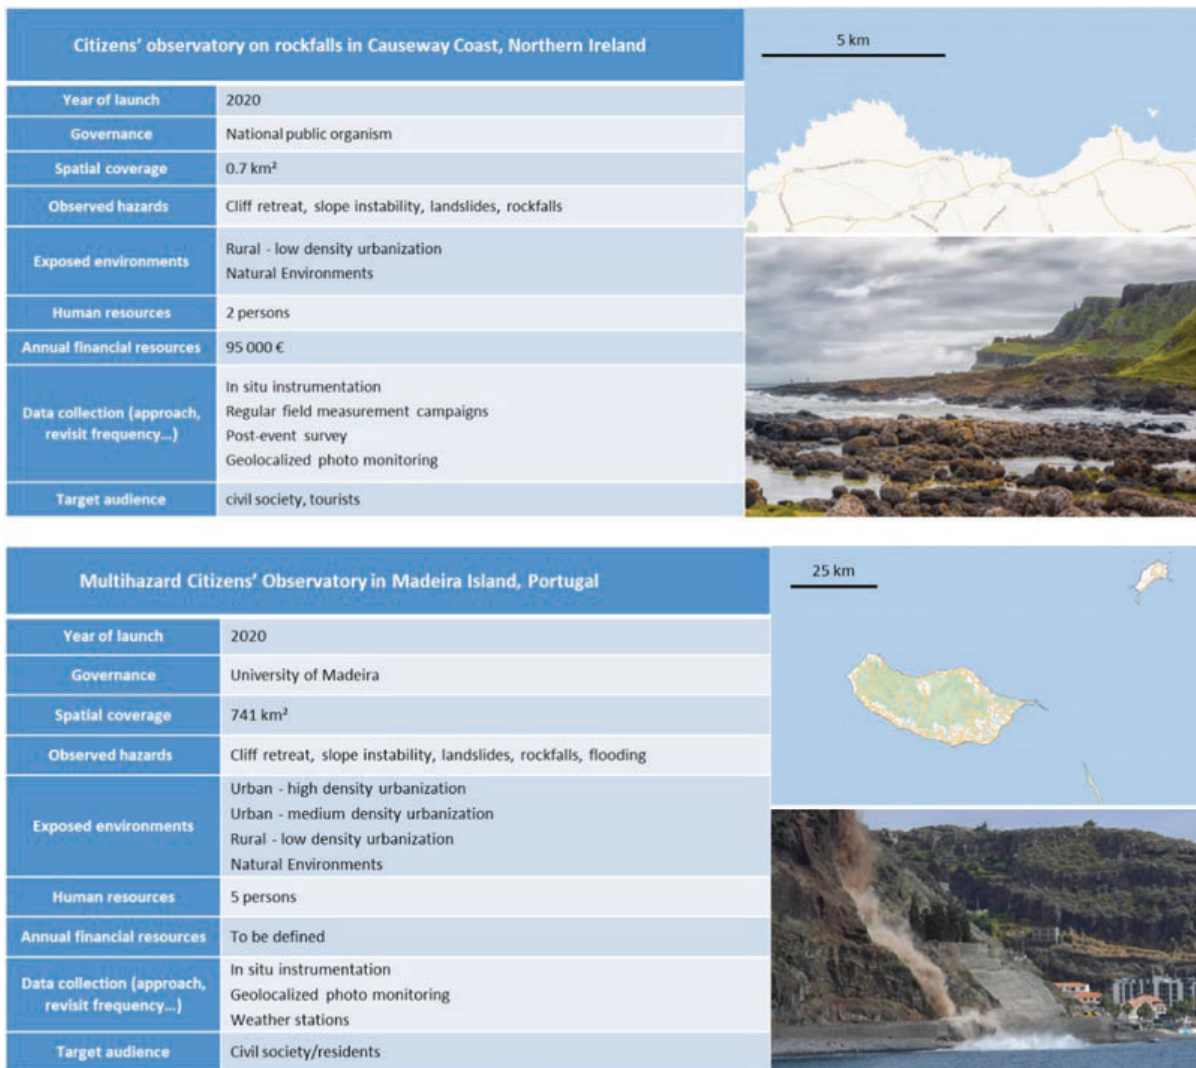 Citizens' observatory on rockfalls in Causeway Coast, Northern Ireland
Year of launch 2020
Governance National public organism
Spatial coverage 0.7 km²
Observed hazards Cliff retreat, slope instability, landslides, rockfalls
Exposed environments Rural - low density urbanization
Natural Environments
Human resources 2 persons
Annual financial resources 95 000 €
Data collection (approach, revisit frequency...) In situ instrumentation
Regular field measurement campaigns
Post-event survey
Geolocalized photo monitoring
Target audience civil society, tourists
5 km
Multihazard Citizens' Observatory in Madeira Island, Portugal
Year of launch 2020
Governance University of Madeira
Spatial coverage 741 km²
Observed hazards Cliff retreat, slope instability, landslides, rockfalls, flooding
Exposed environments Urban - high density urbanization
Urban - medium density urbanization
Rural - low density urbanization
Natural Environments
Human resources 5 persons
Annual financial resources To be defined
Data collection (approach, revisit frequency...) In situ instrumentation
Geolocalized photo monitoring
Weather stations
Target audience Civil society/residents
25 km